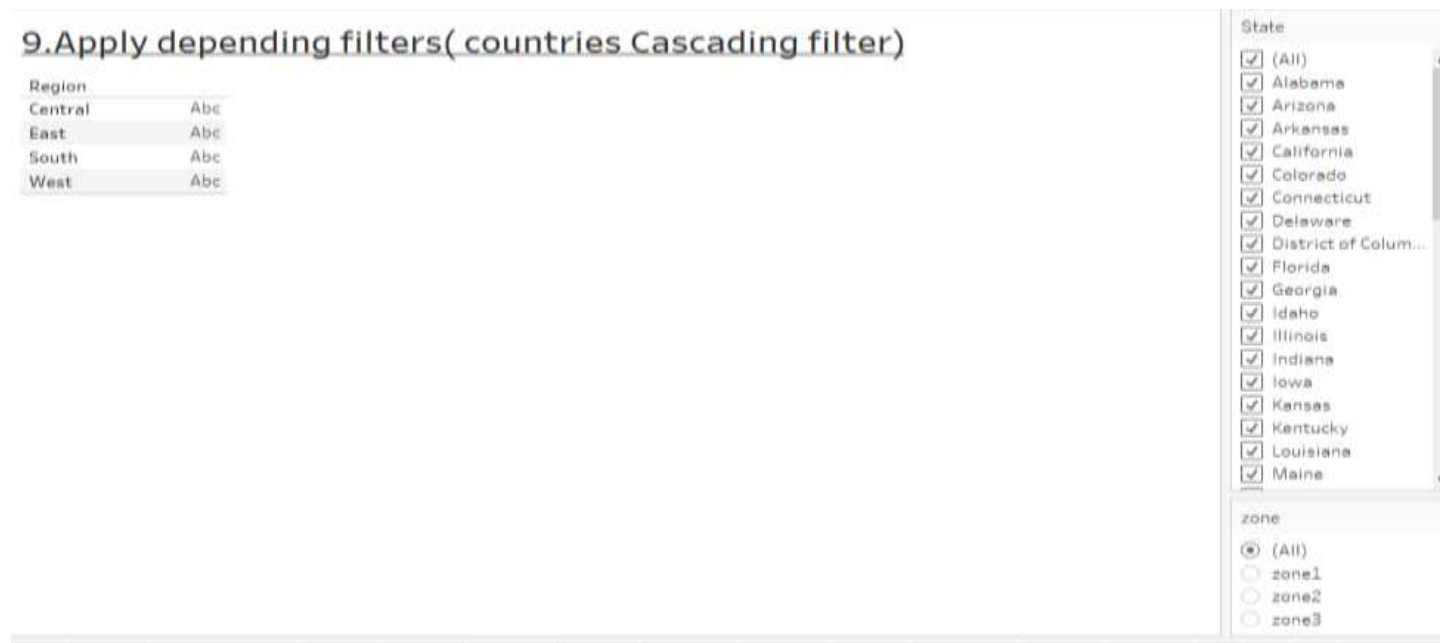 9.Apply depending filters( countries Cascading filter)
Region
Central Abc
East Abc
South Abc
West Abc
State
(All)
Alabama
Arizona
Arkansas
California
Colorado
Connecticut
Delaware
District of Colum...
Florida
Georgia
Idaho
Illinois
Indiana
Iowa
Kansas
Kentucky
Louisiana
Maine
zone
(All)
zone1
zone2
zone3